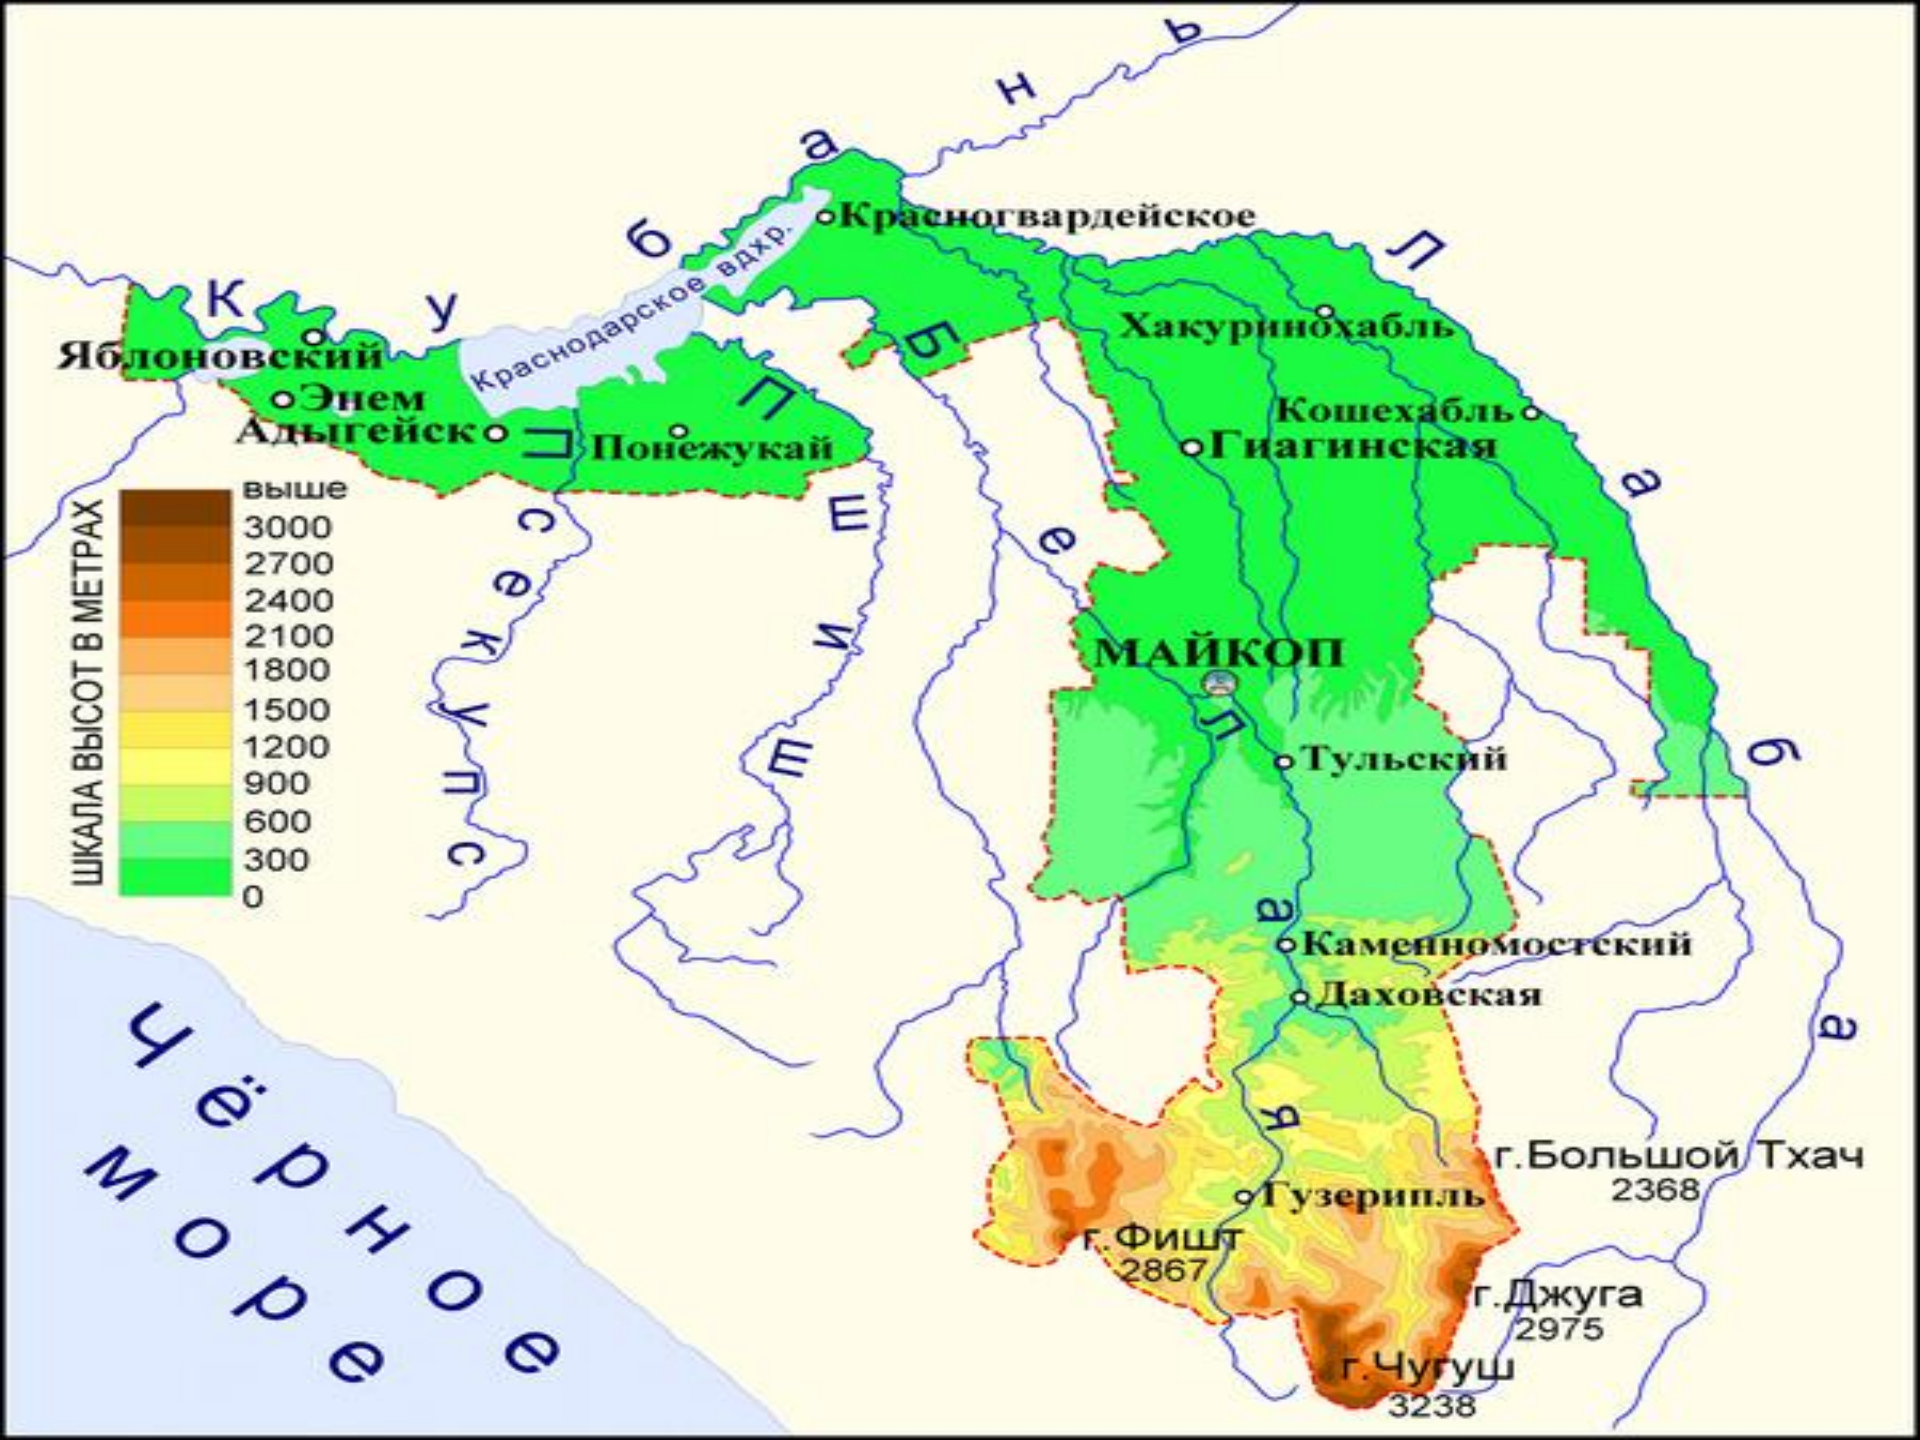 Кубань
Красногвардейское
Краснодарское вдхр.
Лаба
Яблоновский
Хакуринохабль
Энем
Адыгейск
Понежукай
Кошехабль
Гиагинская
Псекупс
Пшиш
Белая
ШКАЛА ВЫСОТ В МЕТРАХ
выше
3000
2700
2400
2100
1800
1500
1200
900
600
300
0
МАЙКОП
Тульский
Каменномостский
Даховская
Чёрное
море
г.Большой Тхач
2368
Гузерипль
г.Фишт
2867
г.Джуга
2975
г.Чугуш
3238